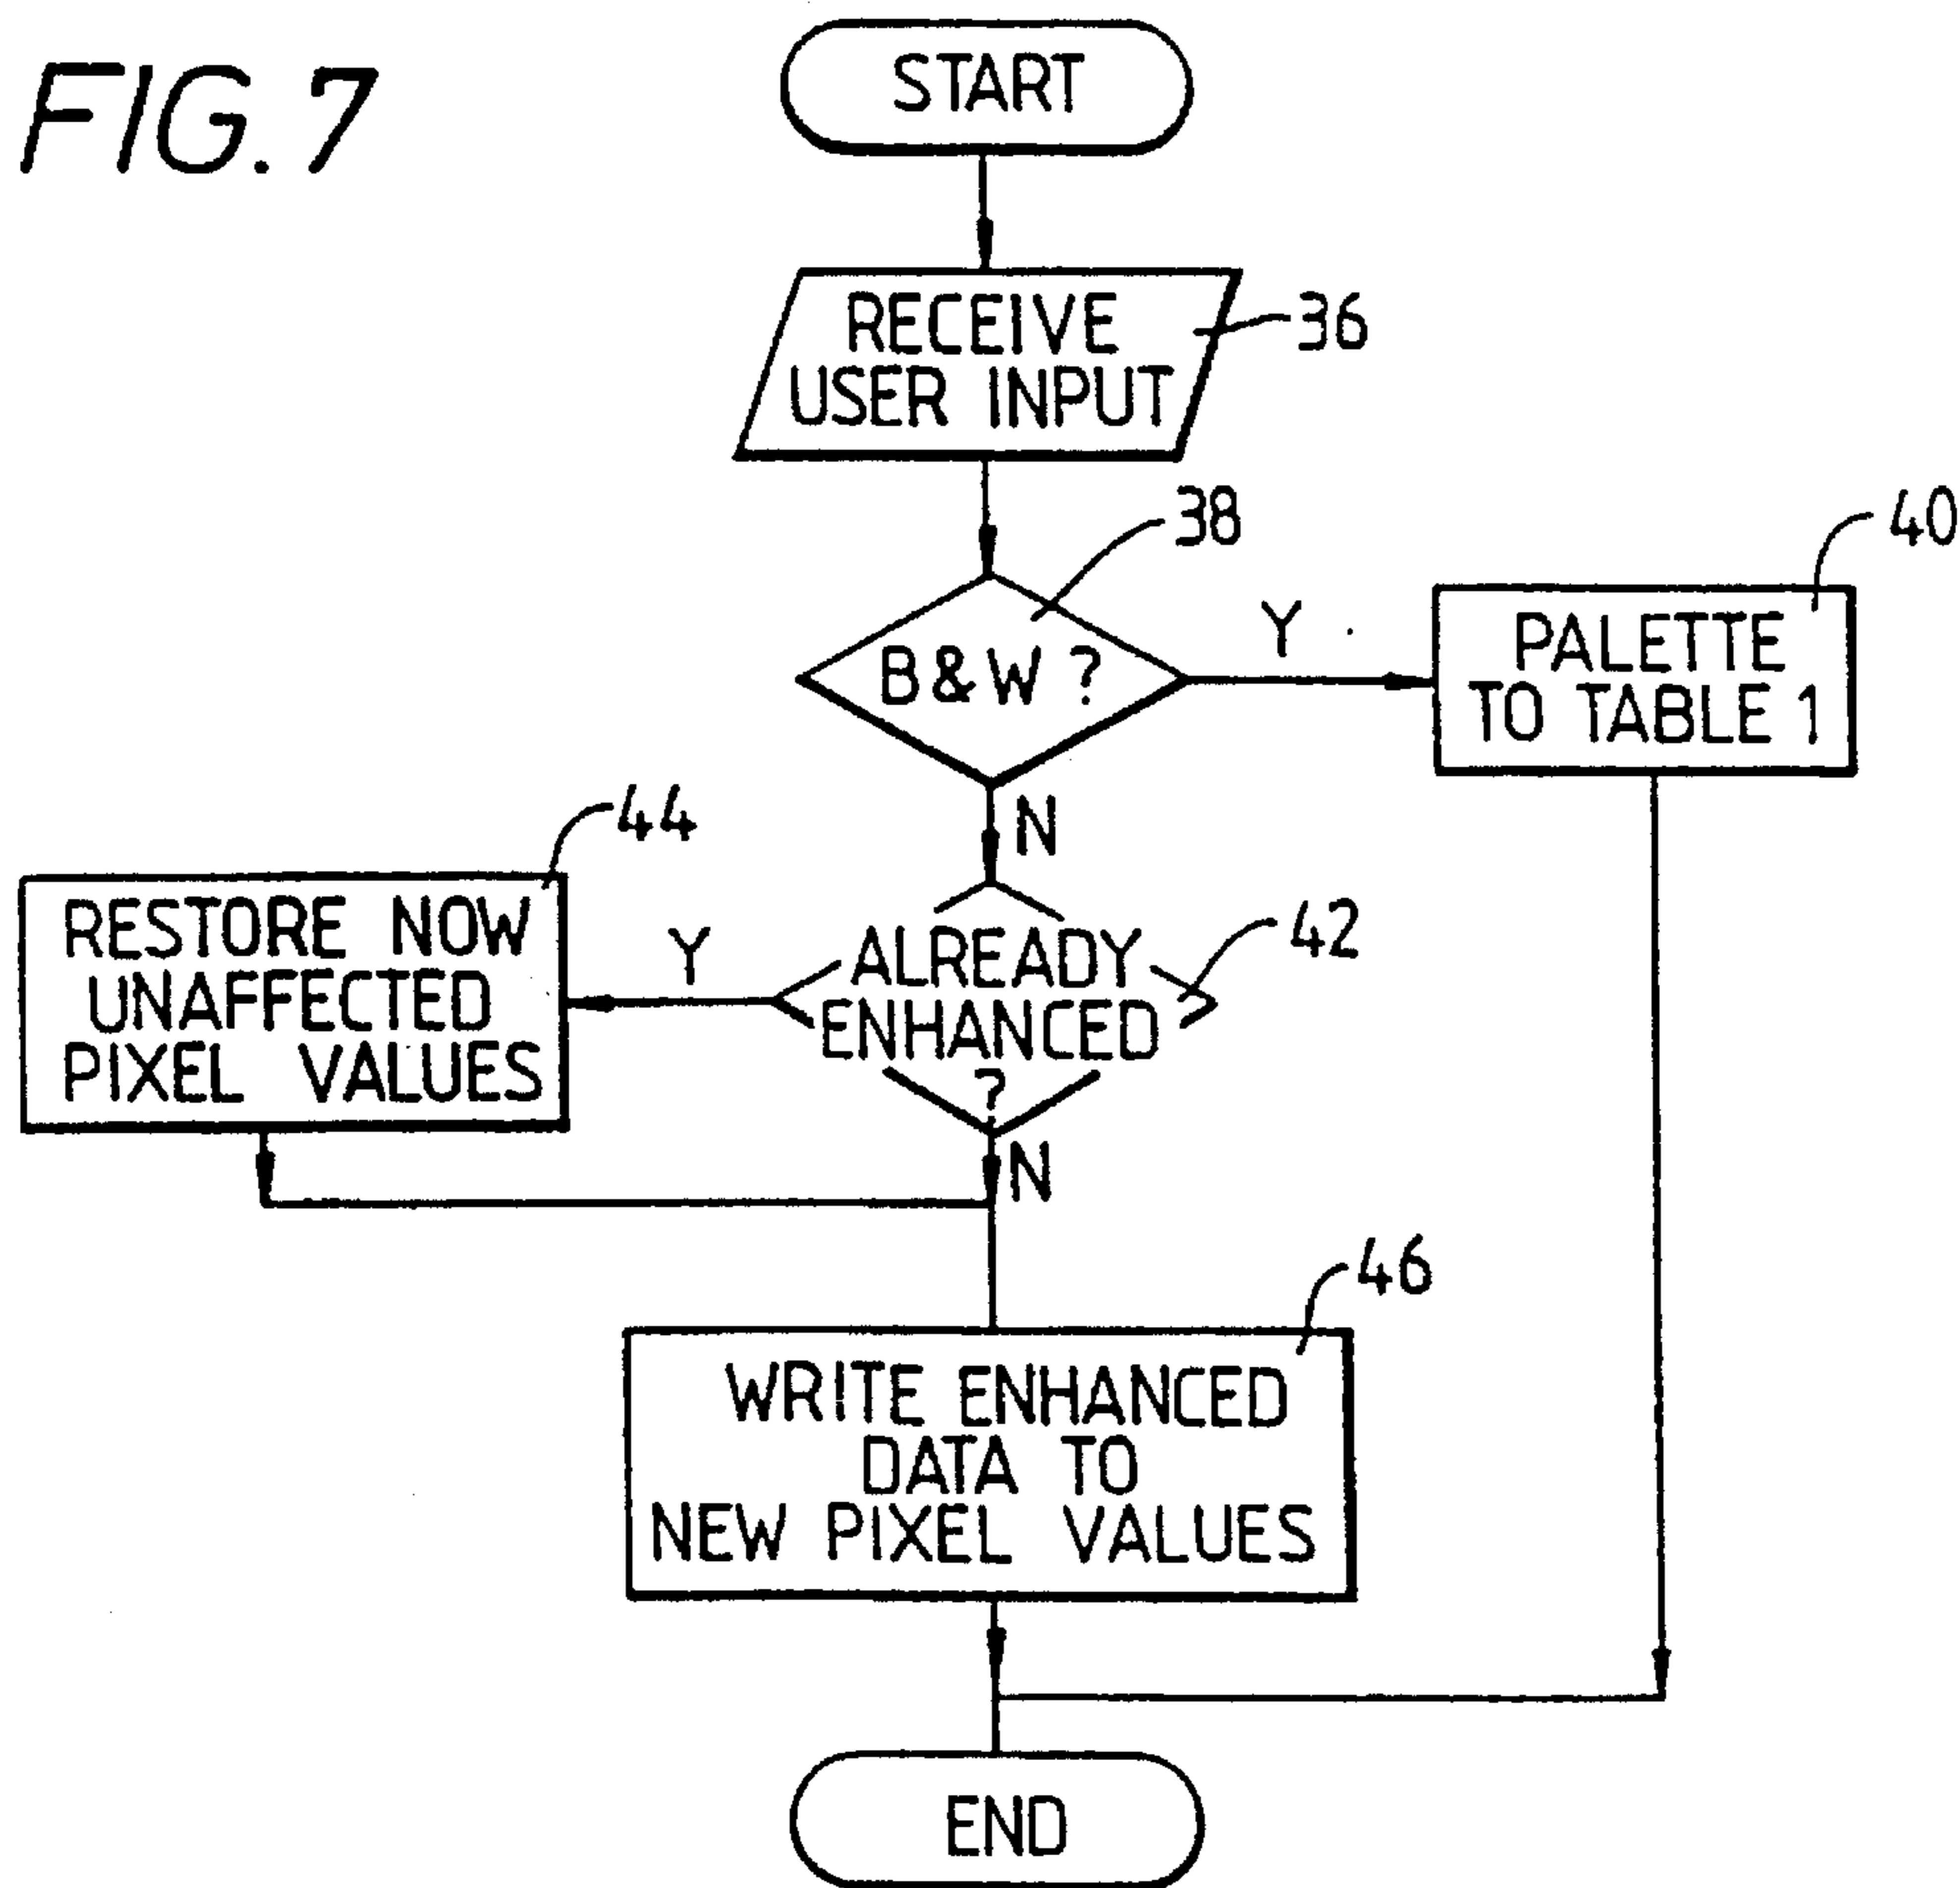 FIG. 7
START
RECEIVE
USER INPUT
36
38
40
B & W ?
Y
PALETTE
TO TABLE 1
N
44
RESTORE NOW
UNAFFECTED
PIXEL VALUES
Y
ALREADY
ENHANCED
?
42
N
46
WRITE ENHANCED
DATA TO
NEW PIXEL VALUES
END